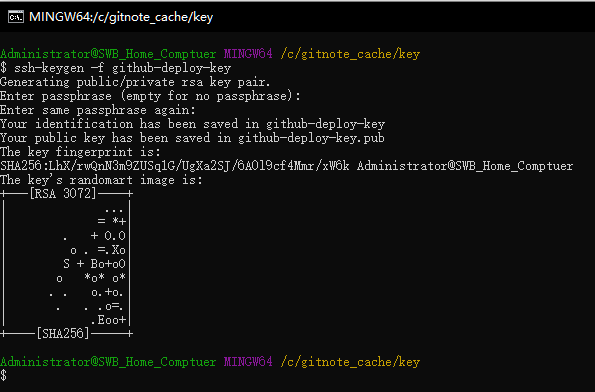 MINGW64:/c/gitnote_cache/key
Administrator@SWB_Home_Comptuer MINGW64 /c/gitnote_cache/key
$ ssh-keygen -f github-deploy-key
Generating public/private rsa key pair.
Enter passphrase (empty for no passphrase):
Enter same passphrase again:
Your identification has been saved in github-deploy-key
Your public key has been saved in github-deploy-key.pub
The key fingerprint is:
SHA256:LhX/rwQnN3m9ZUSqlG/UgXa2SJ/6AOl9cf4Mmr/xW6k Administrator@SWB_Home_Comptuer
The key's randomart image is:
+---[RSA 3072]----+
|              ...|
|             = *+|
|        .   + O.O|
|         o . =.Xo|
|        S + Bo+oO|
|       o   *o* o*|
|      . .   o.+o.|
|       .   . .o=.|
|            .Eoo+|
+----[SHA256]-----+
Administrator@SWB_Home_Comptuer MINGW64 /c/gitnote_cache/key
$